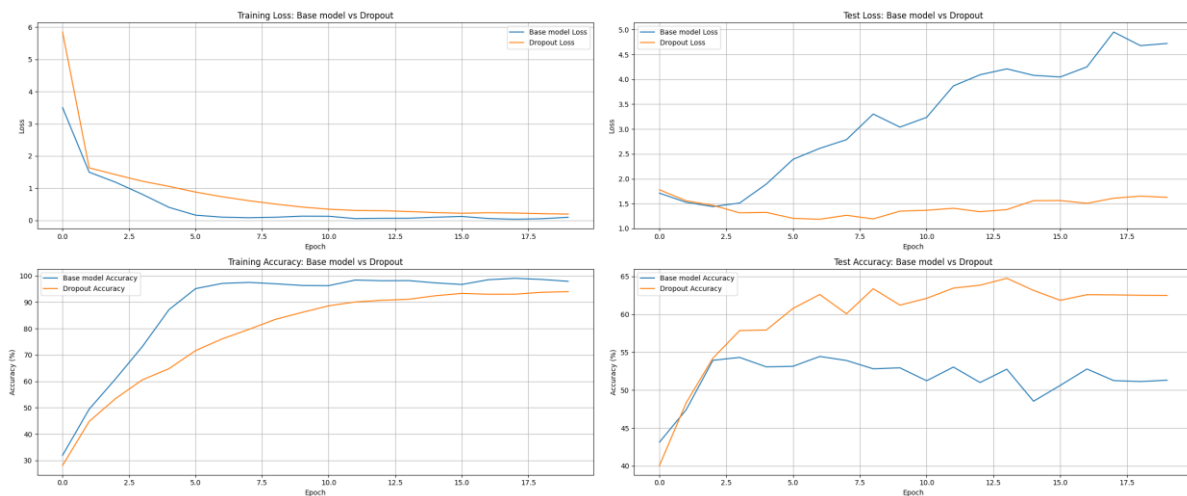 Training Loss: Base model vs Dropout
6
5
4
3
2
1
0
Loss
Base model Loss
Dropout Loss
0.0 2.5 5.0 7.5 10.0 12.5 15.0 17.5
Epoch
Test Loss: Base model vs Dropout
5.0
4.5
4.0
3.5
3.0
2.5
2.0
1.5
1.0
Loss
Base model Loss
Dropout Loss
0.0 2.5 5.0 7.5 10.0 12.5 15.0 17.5
Epoch
Training Accuracy: Base model vs Dropout
100
90
80
70
60
50
40
30
Accuracy (%)
Base model Accuracy
Dropout Accuracy
0.0 2.5 5.0 7.5 10.0 12.5 15.0 17.5
Epoch
Test Accuracy: Base model vs Dropout
65
60
55
50
45
40
Accuracy (%)
Base model Accuracy
Dropout Accuracy
0.0 2.5 5.0 7.5 10.0 12.5 15.0 17.5
Epoch